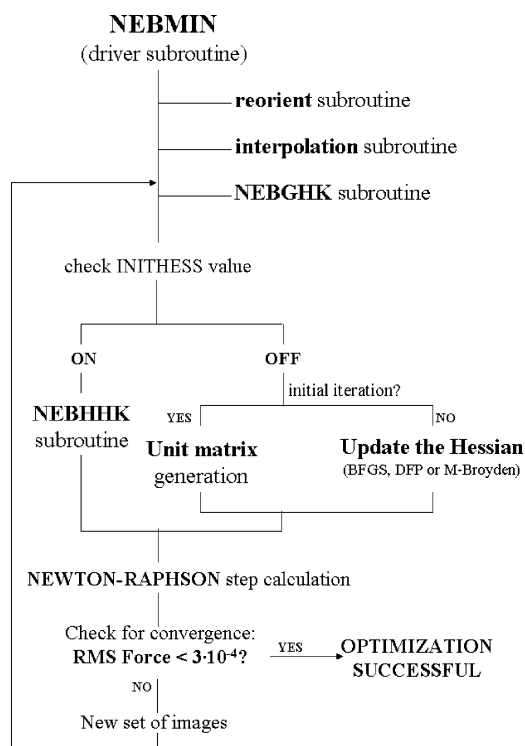 NEBMIN
(driver subroutine)
reorient subroutine
interpolation subroutine
NEBGHK subroutine
check INITHESS value
ON
OFF
initial iteration?
NEBHHK
subroutine
YES
NO
Unit matrix
generation
Update the Hessian
(BFGS, DFP or M-Broyden)
NEWTON-RAPHSON step calculation
Check for convergence:
RMS Force < 3·10⁻⁴?
YES
OPTIMIZATION
SUCCESSFUL
NO
New set of images